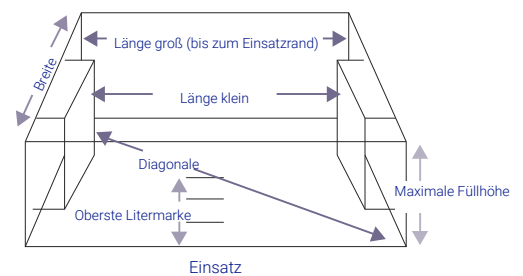 Länge groß (bis zum Einsatzrand)
Breite
Länge klein
Diagonale
Maximale Füllhöhe
Oberste Litermarke
Einsatz